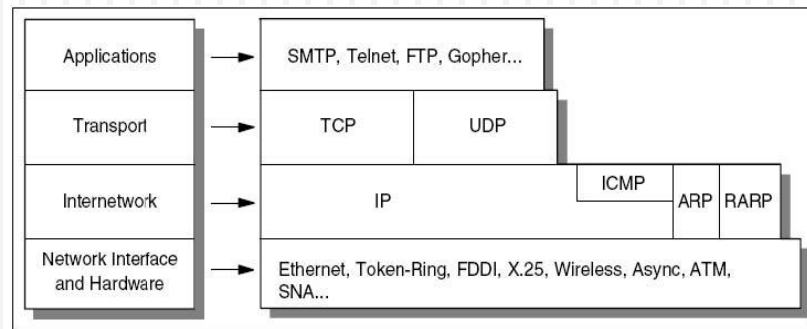 Applications
SMTP, Telnet, FTP, Gopher...
Transport
TCP
UDP
Internetwork
IP
ICMP
ARP
RARP
Network Interface
and Hardware
Ethernet, Token-Ring, FDDI, X.25, Wireless, Async, ATM,
SNA...